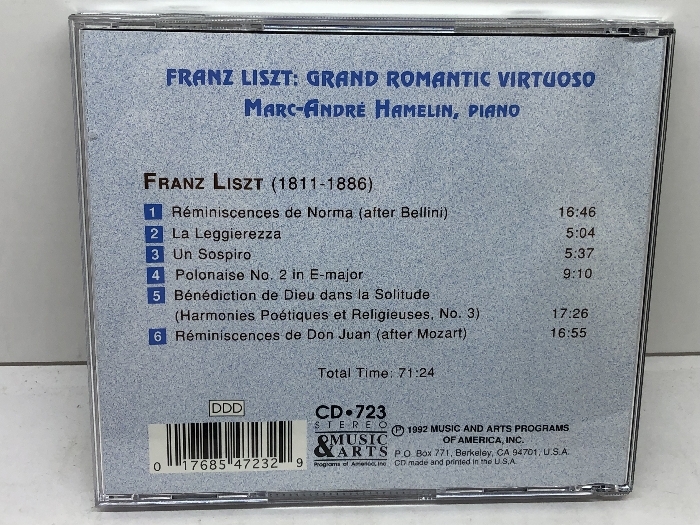 FRANZ LISZT: GRAND ROMANTIC VIRTUOSO
MARC-ANDRÉ HAMELIN, PIANO
FRANZ LISZT (1811-1886)
1 Réminiscences de Norma (after Bellini) 16:46
2 La Leggierezza 5:04
3 Un Sospiro 5:37
4 Polonaise No. 2 in E-major 9:10
5 Bénédiction de Dieu dans la Solitude
(Harmonies Poétiques et Religieuses, No. 3) 17:26
6 Réminiscences de Don Juan (after Mozart) 16:55
Total Time: 71:24
DDD
0 17685 47232 9
CD•723
STEREO
MUSIC
& ARTS
Programs of America, Inc.
℗ 1992 MUSIC AND ARTS PROGRAMS
OF AMERICA, INC.
P.O. Box 771, Berkeley, CA 94701, U.S.A.
CD made and printed in the U.S.A.